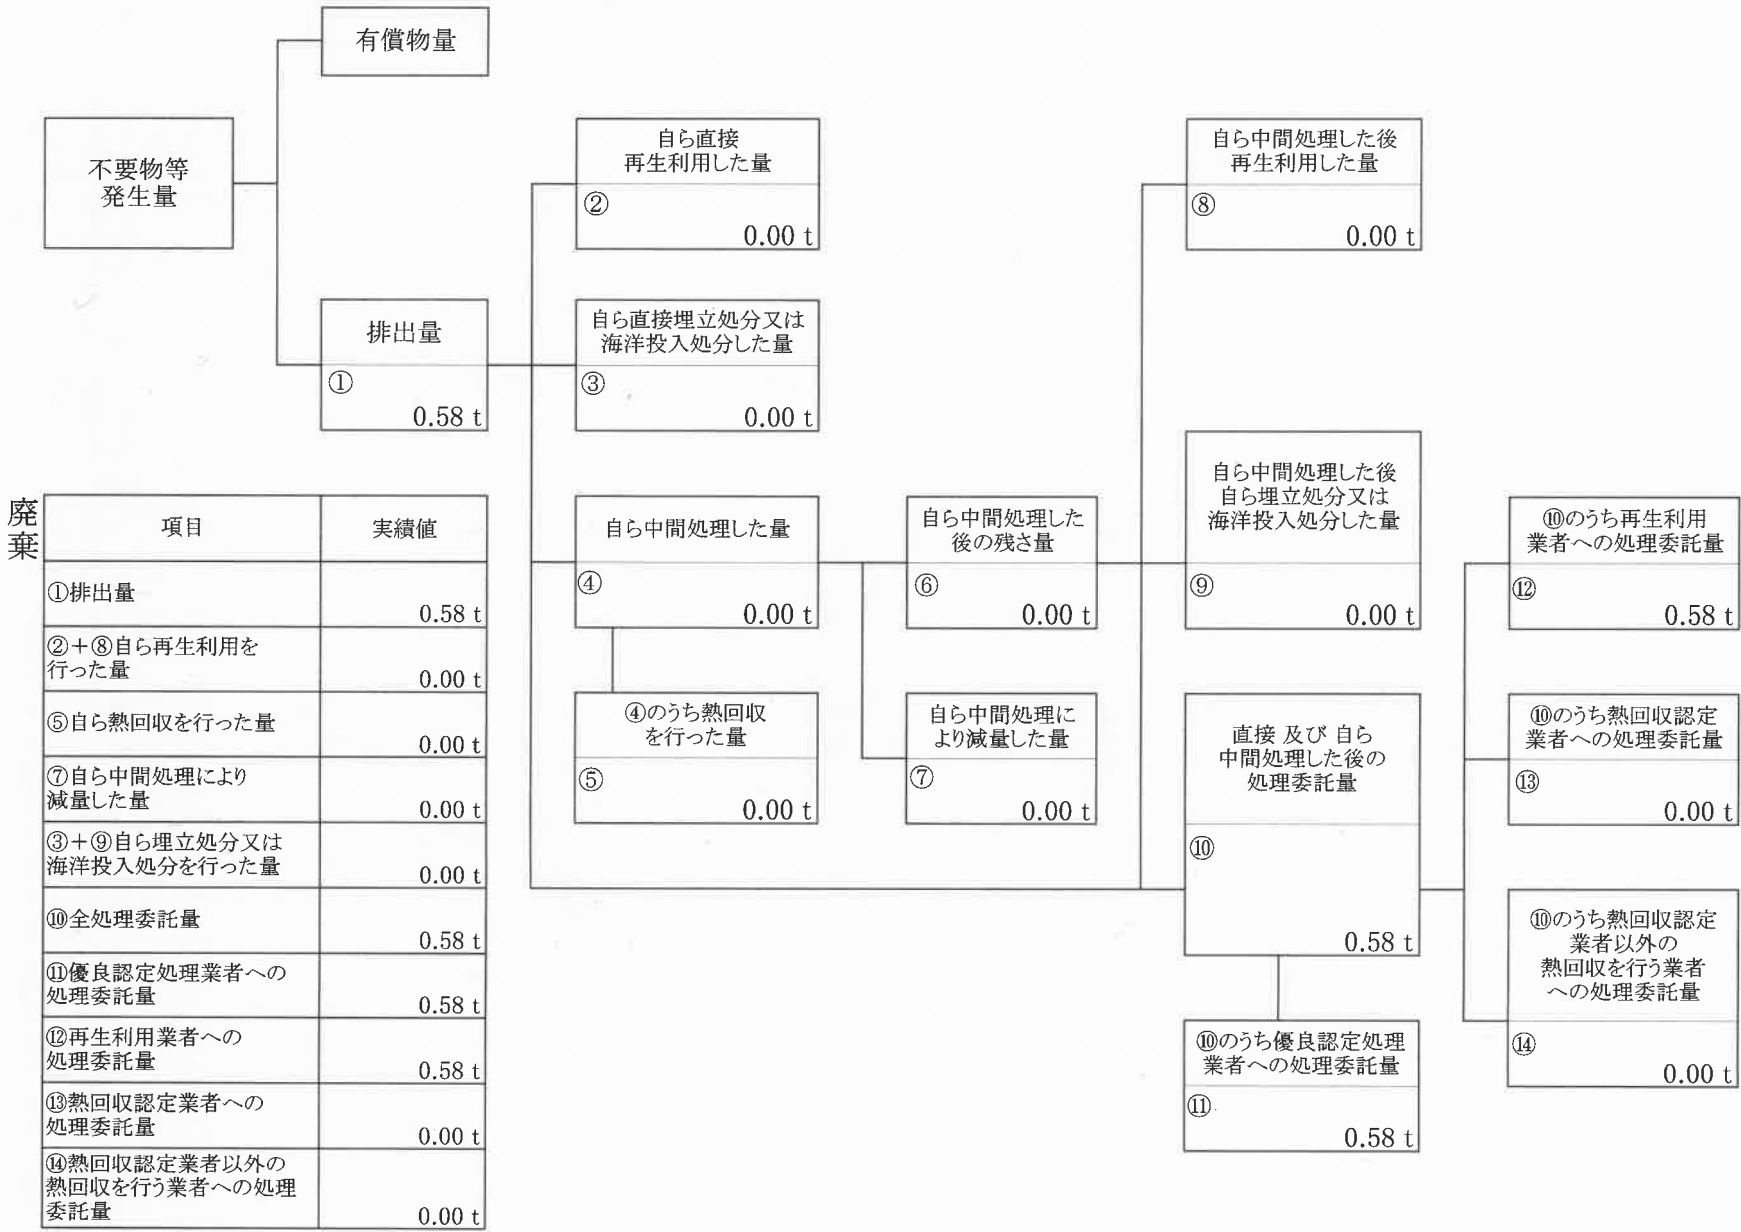 有償物量
不要物等
発生量
排出量
①
0.58 t
自ら直接
再生利用した量
②
0.00 t
自ら直接埋立処分又は
海洋投入処分した量
③
0.00 t
自ら中間処理した量
④
0.00 t
④のうち熱回収
を行った量
⑤
0.00 t
自ら中間処理した
後の残さ量
⑥
0.00 t
自ら中間処理に
より減量した量
⑦
0.00 t
自ら中間処理した後
再生利用した量
⑧
0.00 t
自ら中間処理した後
自ら埋立処分又は
海洋投入処分した量
⑨
0.00 t
直接 及び 自ら
中間処理した後の
処理委託量
⑩
0.58 t
⑩のうち優良認定処理
業者への処理委託量
⑪
0.58 t
⑩のうち再生利用
業者への処理委託量
⑫
0.58 t
⑩のうち熱回収認定
業者への処理委託量
⑬
0.00 t
⑩のうち熱回収認定
業者以外の
熱回収を行う業者
への処理委託量
⑭
0.00 t
廃棄
項目 実績値
①排出量
0.58 t
②+⑧自ら再生利用を
行った量
0.00 t
⑤自ら熱回収を行った量
0.00 t
⑦自ら中間処理により
減量した量
0.00 t
③+⑨自ら埋立処分又は
海洋投入処分を行った量
0.00 t
⑩全処理委託量
0.58 t
⑪優良認定処理業者への
処理委託量
0.58 t
⑫再生利用業者への
処理委託量
0.58 t
⑬熱回収認定業者への
処理委託量
0.00 t
⑭熱回収認定業者以外の
熱回収を行う業者への処理
委託量
0.00 t